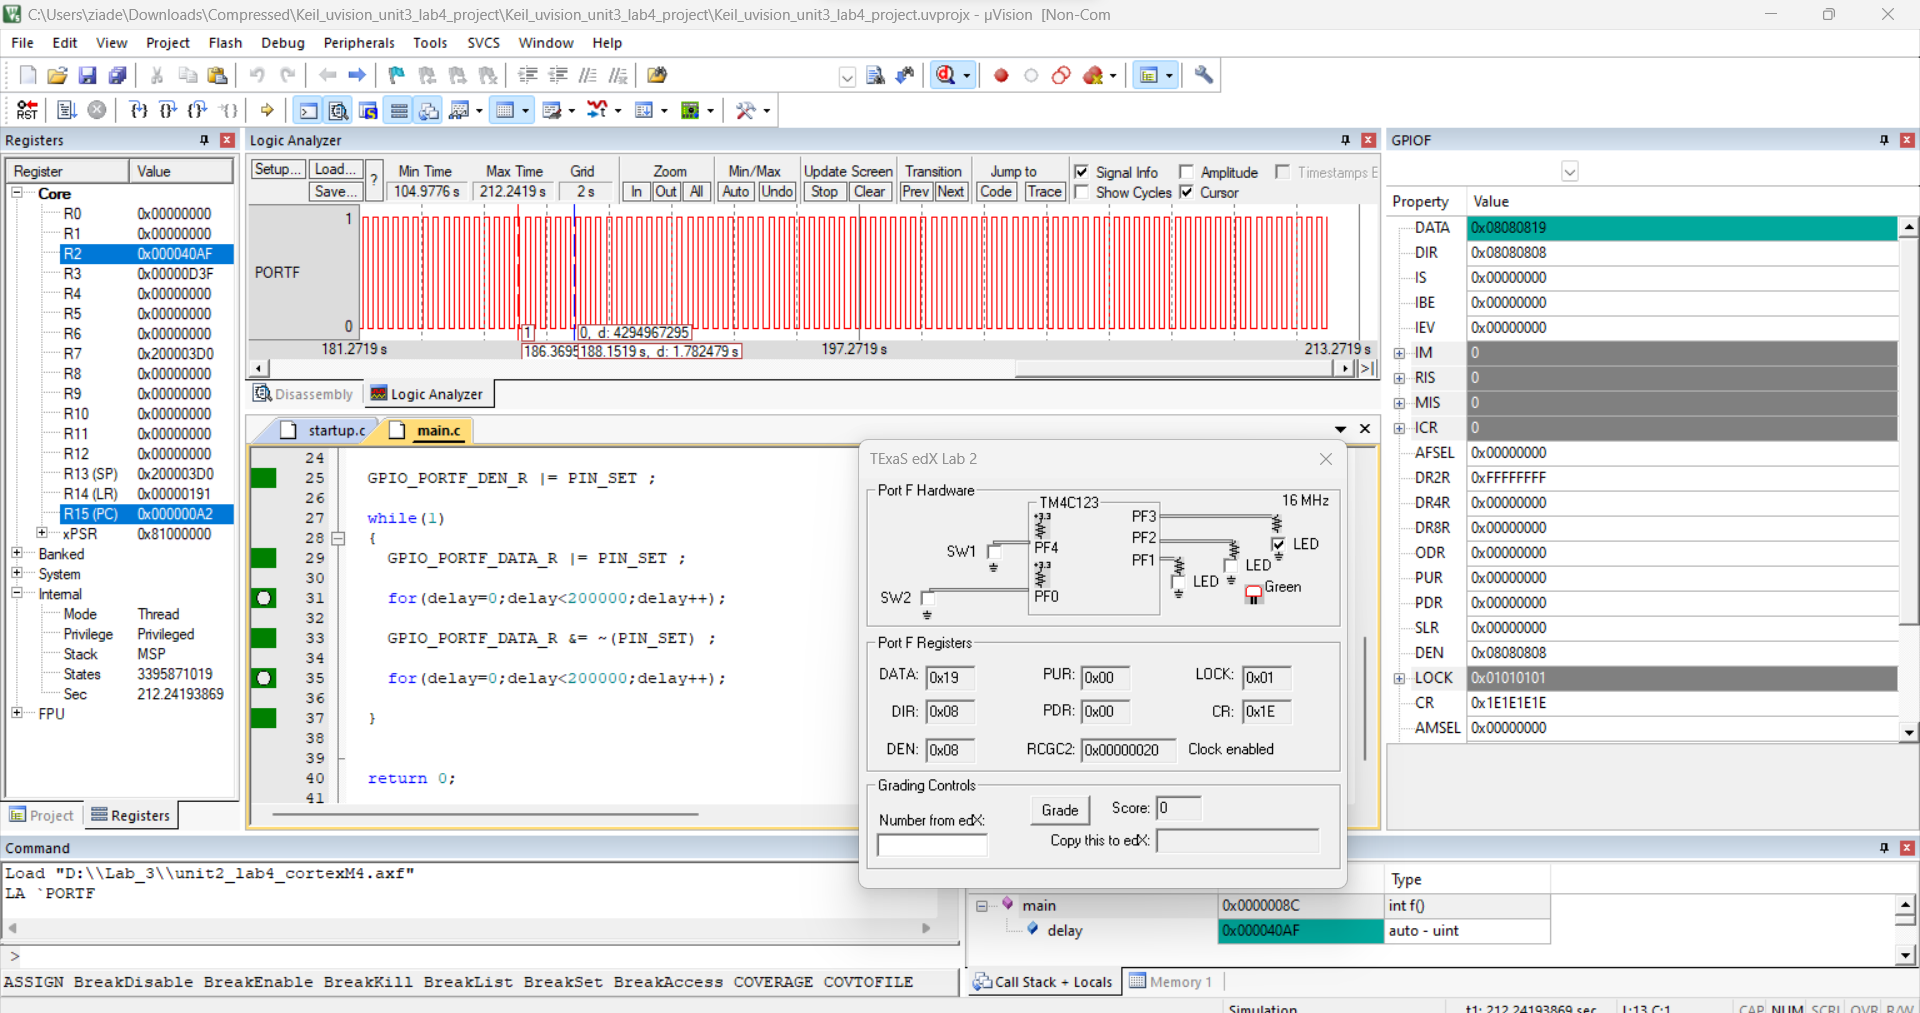 C:\Users\ziade\Downloads\Compressed\Keil_uvision_unit3_lab4_project\Keil_uvision_unit3_lab4_project\Keil_uvision_unit3_lab4_project.uvprojx - µVision [Non-Com
File Edit View Project Flash Debug Peripherals Tools SVCS Window Help
RST
Registers
Register Value
Core
R0 0x00000000
R1 0x00000000
R2 0x000040AF
R3 0x00000D3F
R4 0x00000000
R5 0x00000000
R6 0x00000000
R7 0x200003D0
R8 0x00000000
R9 0x00000000
R10 0x00000000
R11 0x00000000
R12 0x00000000
R13 (SP) 0x200003D0
R14 (LR) 0x00000191
R15 (PC) 0x000000A2
xPSR 0x81000000
Banked
System
Internal
Mode Thread
Privilege Privileged
Stack MSP
States 3395871019
Sec 212.24193869
FPU
Project Registers
Logic Analyzer
Setup... Load... ? Min Time Max Time Grid Zoom Min/Max Update Screen Transition Jump to Signal Info Amplitude Timestamps E
Save... 104.9776 s 212.2419 s 2 s In Out All Auto Undo Stop Clear Prev Next Code Trace Show Cycles Cursor
1
PORTF
0
1 0, d: 4294967295
181.2719 s 186.3695 188.1519 s, d: 1.782479 s 197.2719 s 213.2719 s
Disassembly Logic Analyzer
startup.c main.c
24
25 GPIO_PORTF_DEN_R |= PIN_SET ;
26
27 while(1)
28 {
29 GPIO_PORTF_DATA_R |= PIN_SET ;
30
31 for(delay=0;delay<200000;delay++);
32
33 GPIO_PORTF_DATA_R &= ~(PIN_SET) ;
34
35 for(delay=0;delay<200000;delay++);
36
37 }
38
39
40 return 0;
41
TExaS edX Lab 2
Port F Hardware
TM4C123 16 MHz
+3.3 PF3
PF2
SW1 PF4 PF1 LED
+3.3 LED
LED
SW2 PF0 Green
Port F Registers
DATA: 0x19 PUR: 0x00 LOCK: 0x01
DIR: 0x08 PDR: 0x00 CR: 0x1E
DEN: 0x08 RCGC2: 0x00000020 Clock enabled
Grading Controls
Number from edX: Grade Score: 0
Copy this to edX:
GPIOF
Property Value
DATA 0x08080819
DIR 0x08080808
IS 0x00000000
IBE 0x00000000
IEV 0x00000000
IM 0
RIS 0
MIS 0
ICR 0
AFSEL 0x00000000
DR2R 0xFFFFFFFF
DR4R 0x00000000
DR8R 0x00000000
ODR 0x00000000
PUR 0x00000000
PDR 0x00000000
SLR 0x00000000
DEN 0x08080808
LOCK 0x01010101
CR 0x1E1E1E1E
AMSEL 0x00000000
Command
Load "D:\\Lab_3\\unit2_lab4_cortexM4.axf"
LA `PORTF
>
ASSIGN BreakDisable BreakEnable BreakKill BreakList BreakSet BreakAccess COVERAGE COVTOFILE
Type
main 0x0000008C int f()
delay 0x000040AF auto - uint
Call Stack + Locals Memory 1
Simulation t1: 212.24193869 sec L:13 C:1 CAP NUM SCRL OVR R/W